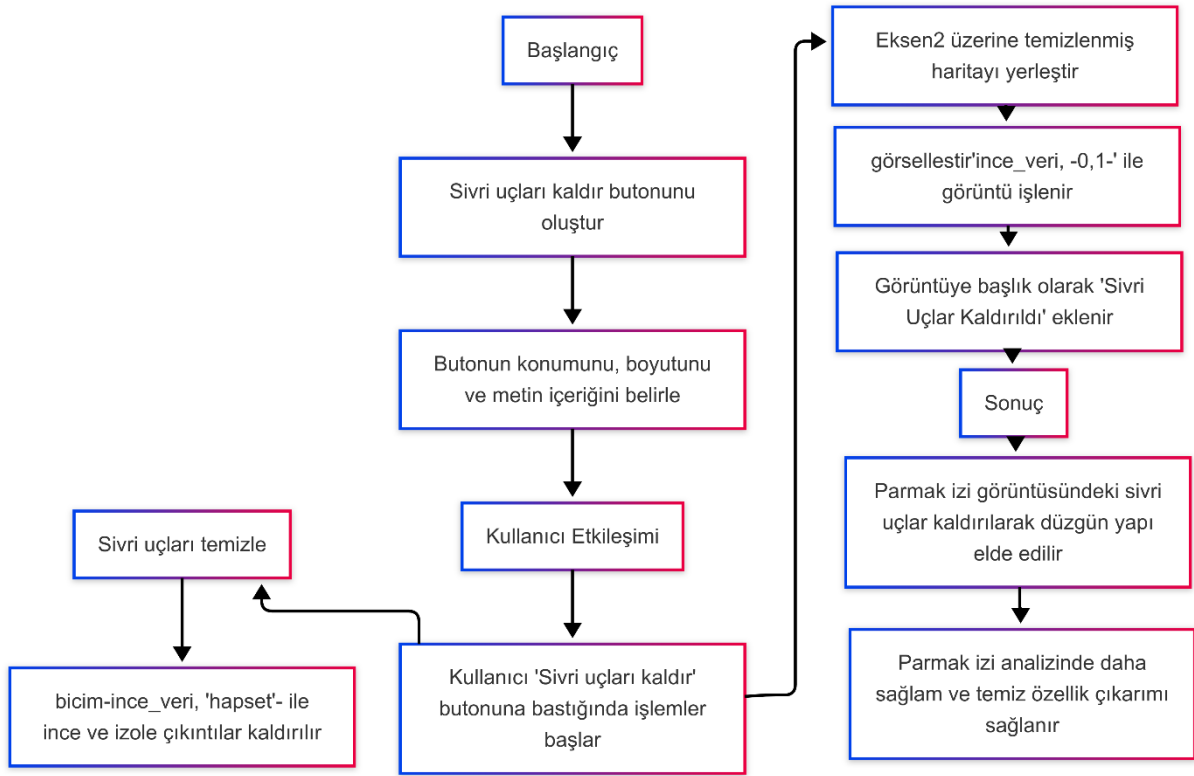 Başlangıç
Sivri uçları kaldır butonunu
oluştur
Butonun konumunu, boyutunu
ve metin içeriğini belirle
Kullanıcı Etkileşimi
Kullanıcı 'Sivri uçları kaldır'
butonuna bastığında işlemler
başlar
Sivri uçları temizle
bicim-ince_veri, 'hapset'- ile
ince ve izole çıkıntılar kaldırılır
Eksen2 üzerine temizlenmiş
haritayı yerleştir
görsellestir'ince_veri, -0,1-' ile
görüntü işlenir
Görüntüye başlık olarak 'Sivri
Uçlar Kaldırıldı' eklenir
Sonuç
Parmak izi görüntüsündeki sivri
uçlar kaldırılarak düzgün yapı
elde edilir
Parmak izi analizinde daha
sağlam ve temiz özellik çıkarımı
sağlanır